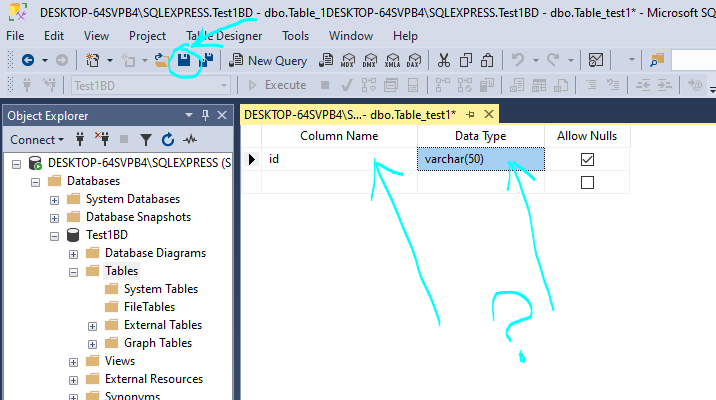 DESKTOP-64SVPB4\SQLEXPRESS.Test1BD - dbo.Table_1DESKTOP-64SVPB4\SQLEXPRESS.Test1BD - dbo.Table_test1* - Microsoft SQ
File Edit View Project Table Designer Tools Window Help
New Query MDX DMX XMLA DAX
Test1BD Execute
Object Explorer
DESKTOP-64SVPB4\S...- dbo.Table_test1*
Column Name Data Type Allow Nulls
Connect
id varchar(50)
DESKTOP-64SVPB4\SQLEXPRESS (S
Databases
System Databases
Database Snapshots
Test1BD
Database Diagrams
Tables
System Tables
FileTables
External Tables
Graph Tables
Views
External Resources
Synonyms
?